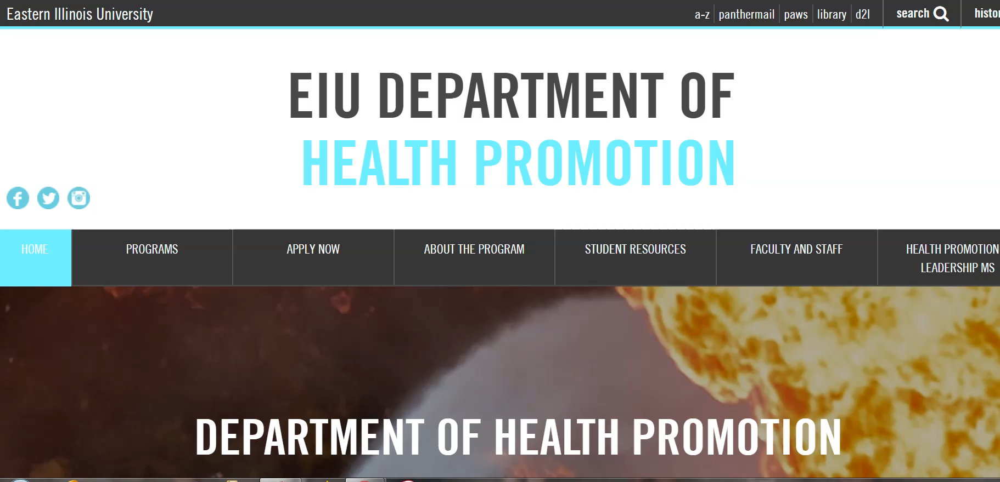 Eastern Illinois University
a-z panthermail paws library d2l search histor
EIU DEPARTMENT OF
HEALTH PROMOTION
HOME PROGRAMS APPLY NOW ABOUT THE PROGRAM STUDENT RESOURCES FACULTY AND STAFF HEALTH PROMOTION
LEADERSHIP MS
DEPARTMENT OF HEALTH PROMOTION